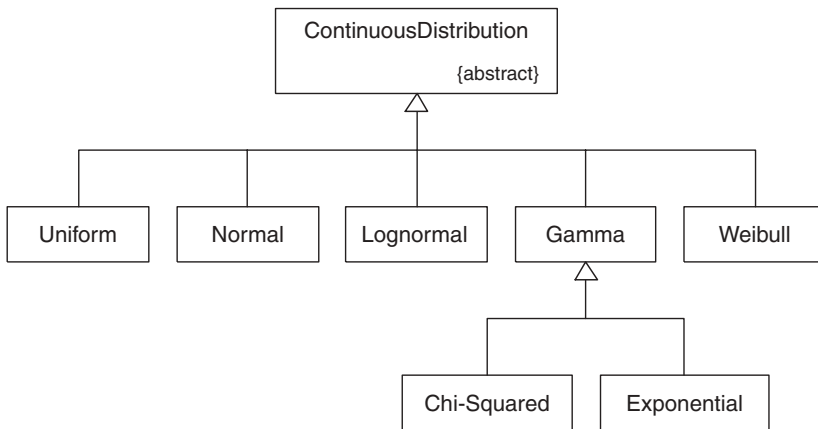 ContinuousDistribution
{abstract}
Uniform
Normal
Lognormal
Gamma
Weibull
Chi-Squared
Exponential